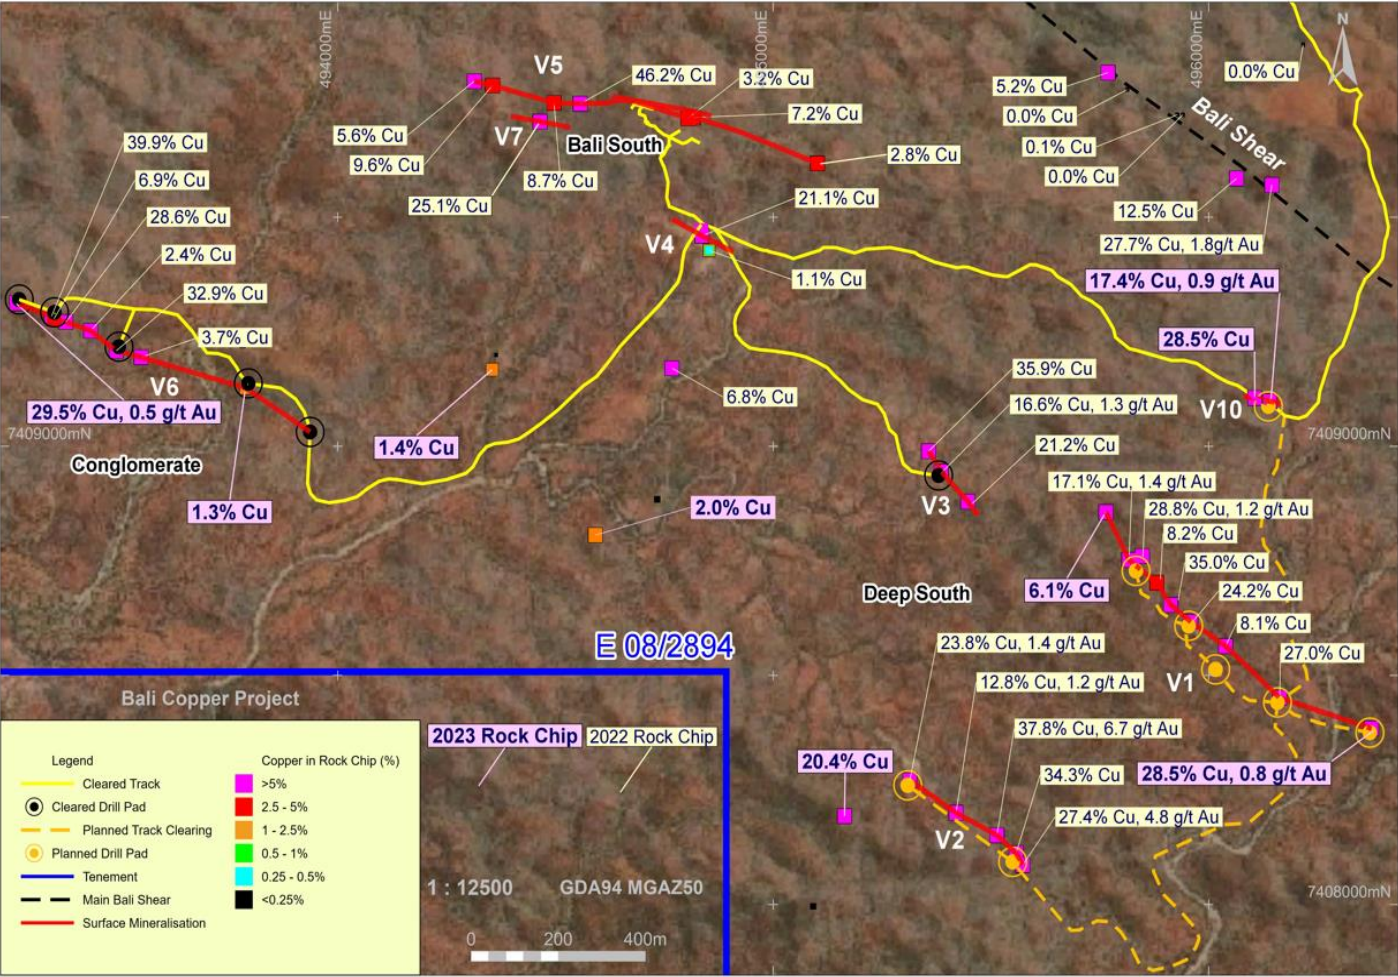 494000mE
495000mE
496000mE
N
V5
46.2% Cu
3.2% Cu
0.0% Cu
5.2% Cu
7.2% Cu
0.0% Cu
Bali Shear
5.6% Cu
V7
Bali South
39.9% Cu
0.1% Cu
9.6% Cu
2.8% Cu
6.9% Cu
8.7% Cu
0.0% Cu
25.1% Cu
21.1% Cu
12.5% Cu
28.6% Cu
V4
27.7% Cu, 1.8g/t Au
2.4% Cu
1.1% Cu
17.4% Cu, 0.9 g/t Au
32.9% Cu
3.7% Cu
28.5% Cu
35.9% Cu
V6
6.8% Cu
16.6% Cu, 1.3 g/t Au
V10
29.5% Cu, 0.5 g/t Au
7409000mN
1.4% Cu
21.2% Cu
7409000mN
Conglomerate
17.1% Cu, 1.4 g/t Au
1.3% Cu
2.0% Cu
V3
28.8% Cu, 1.2 g/t Au
8.2% Cu
35.0% Cu
Deep South
6.1% Cu
24.2% Cu
8.1% Cu
E 08/2894
23.8% Cu, 1.4 g/t Au
27.0% Cu
12.8% Cu, 1.2 g/t Au
V1
37.8% Cu, 6.7 g/t Au
20.4% Cu
34.3% Cu
28.5% Cu, 0.8 g/t Au
27.4% Cu, 4.8 g/t Au
V2
7408000mN
Bali Copper Project
2023 Rock Chip
2022 Rock Chip
Legend
Cleared Track
Cleared Drill Pad
Planned Track Clearing
Planned Drill Pad
Tenement
Main Bali Shear
Surface Mineralisation
Copper in Rock Chip (%)
>5%
2.5 - 5%
1 - 2.5%
0.5 - 1%
0.25 - 0.5%
<0.25%
1 : 12500
GDA94 MGAZ50
0
200
400m